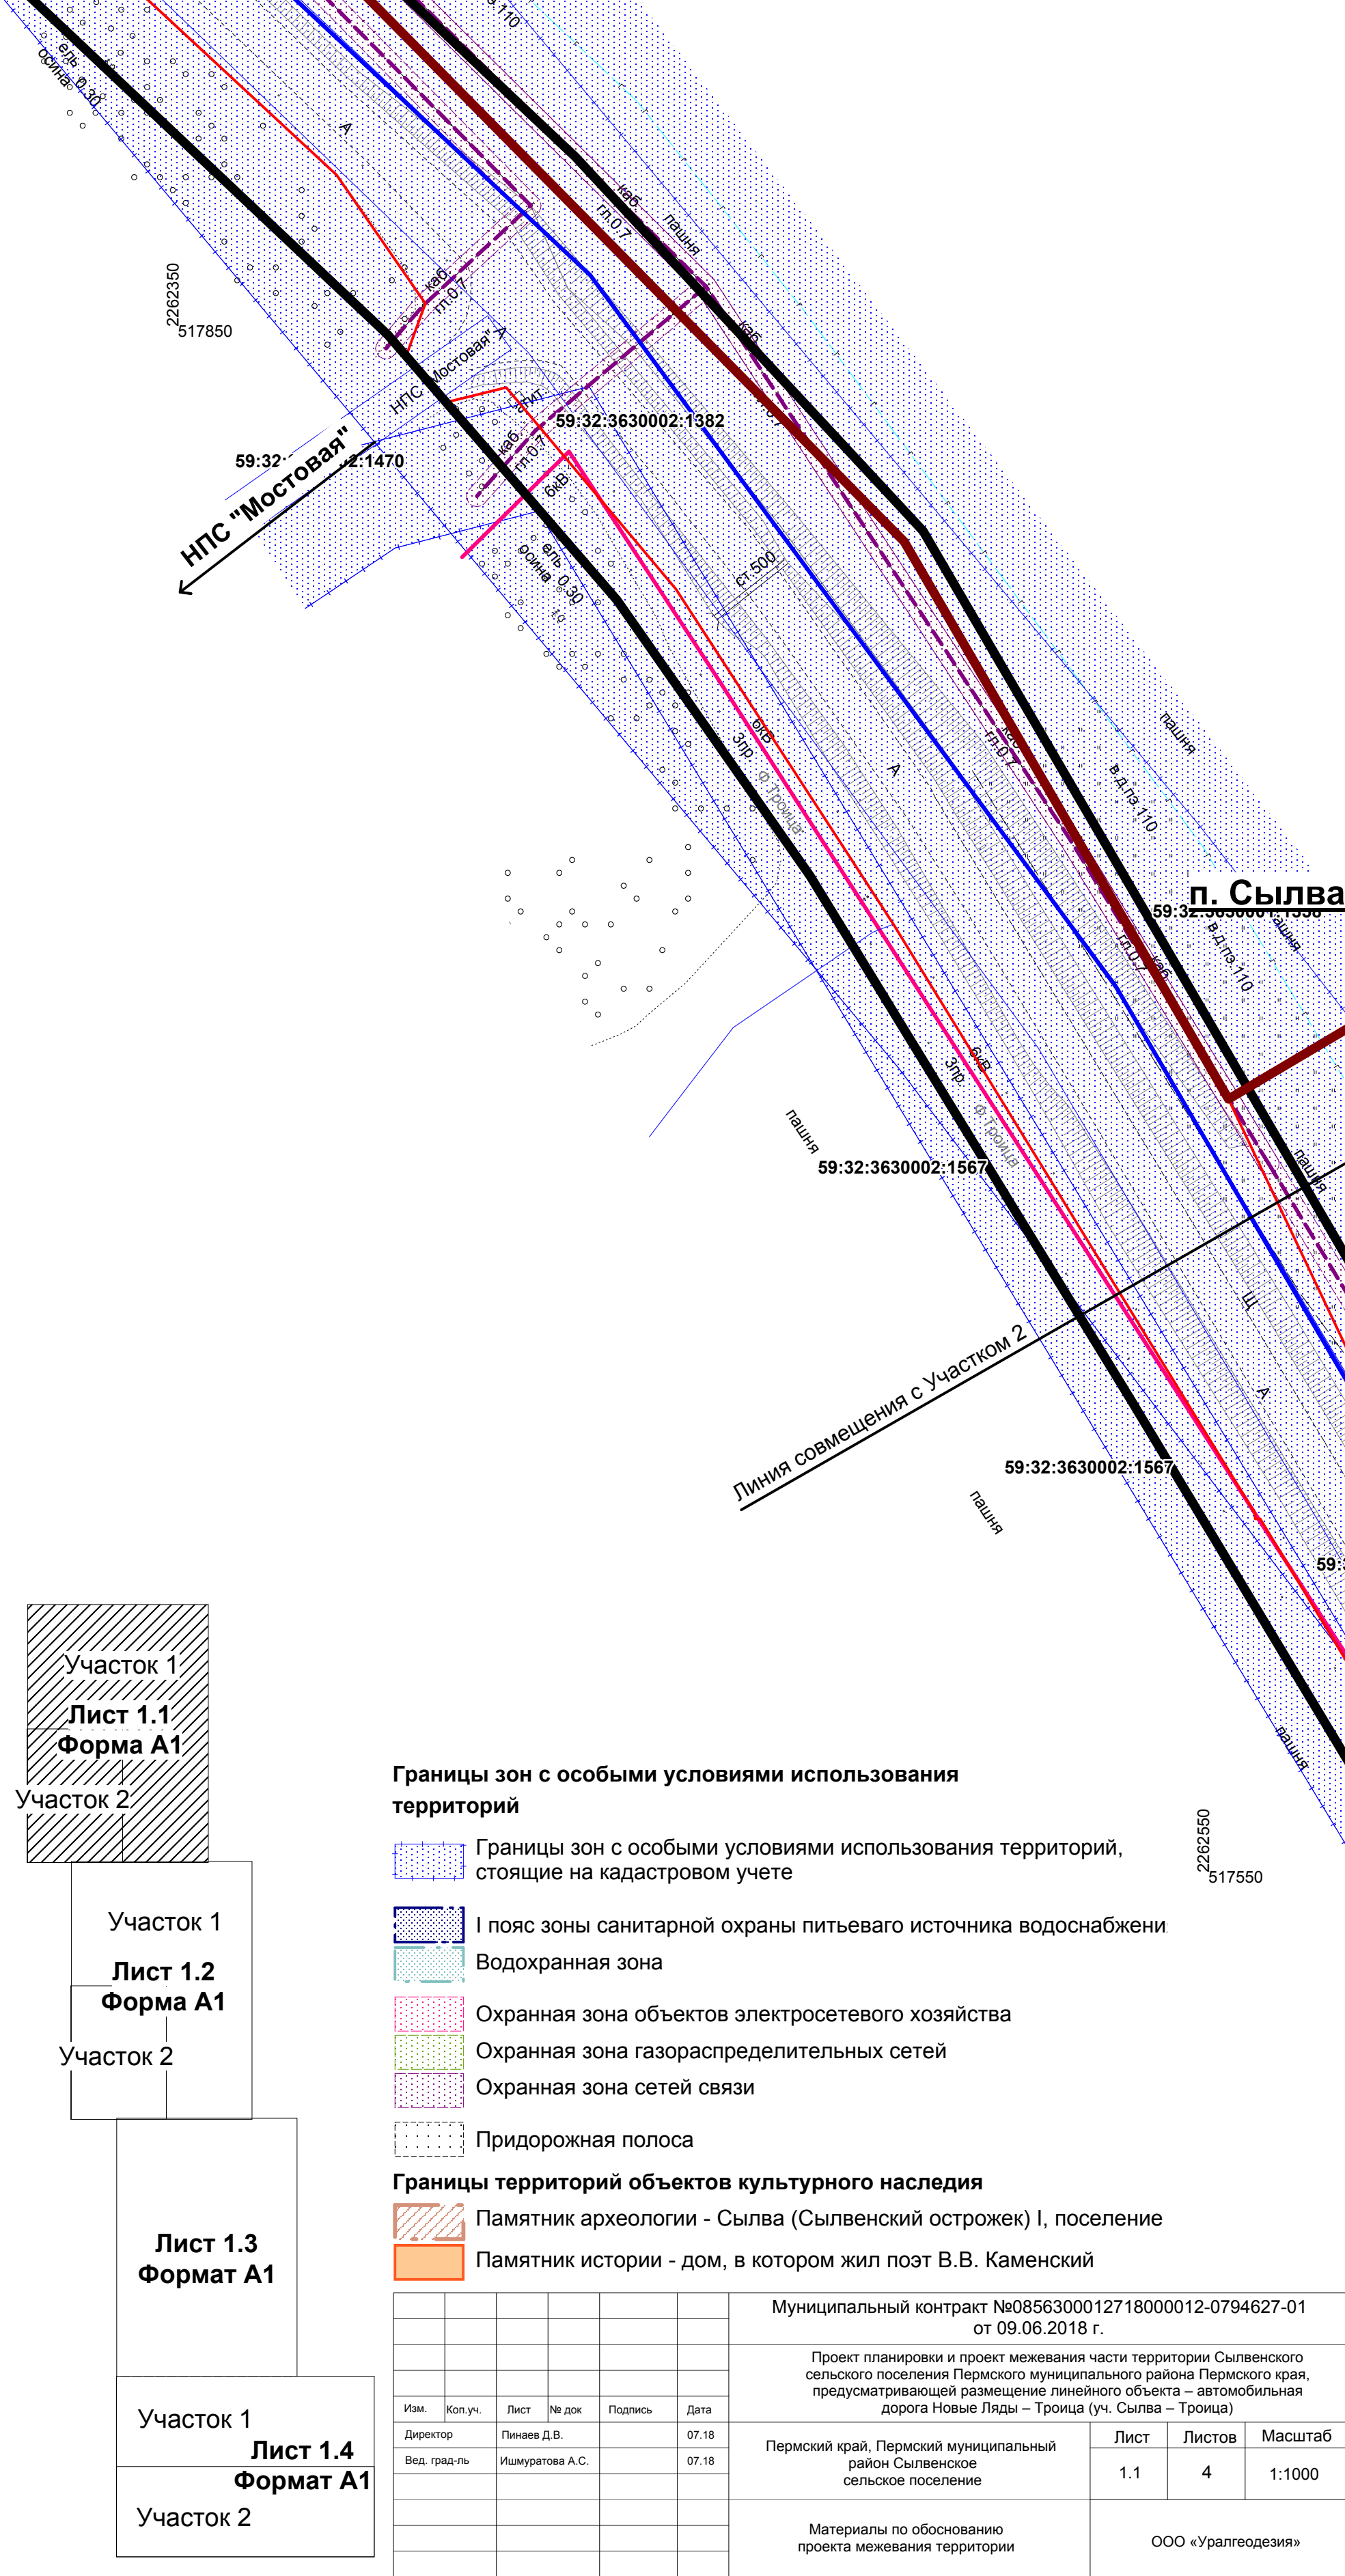 з.110
ель 0.30
осина
А
каб.
гл.0.7
пашня
2262350
517850
каб.
гл.0.7
каб.
НПС "Мостовая"
А
59:32:3630002:1382
НПС "Мостовая"
2:1470
каб.
гл.0.7
6кВ
ель 0.30
осина
ст.500
6кВ
3пр
ф.Троица
А
каб.
гл.0.7
пашня
в.д.пэ.110
п. Сылва
пашня
в.д.пэ.110
гл.0.7
каб.
6кВ
3пр
ф.Троица
пашня
59:32:3630002:1567
пашня
Щ
Линия совмещения с Участком 2
А
59:32:3630002:1567
пашня
59:3
пашня
2262550
517550
Участок 1
Лист 1.1
Форма А1
Участок 2
Участок 1
Лист 1.2
Форма А1
Участок 2
Лист 1.3
Формат А1
Участок 1
Лист 1.4
Формат А1
Участок 2
Границы зон с особыми условиями использования
территорий
Границы зон с особыми условиями использования территорий,
стоящие на кадастровом учете
I пояс зоны санитарной охраны питьеваго источника водоснабжени
Водохранная зона
Охранная зона объектов электросетевого хозяйства
Охранная зона газораспределительных сетей
Охранная зона сетей связи
Придорожная полоса
Границы территорий объектов культурного наследия
Памятник археологии - Сылва (Сылвенский острожек) I, поселение
Памятник истории - дом, в котором жил поэт В.В. Каменский
Муниципальный контракт №0856300012718000012-0794627-01
от 09.06.2018 г.
Проект планировки и проект межевания части территории Сылвенского
сельского поселения Пермского муниципального района Пермского края,
предусматривающей размещение линейного объекта – автомобильная
дорога Новые Ляды – Троица (уч. Сылва – Троица)
Изм. Кол.уч. Лист № док Подпись Дата
Директор Пинаев Д.В. 07.18
Вед. град-ль Ишмуратова А.С. 07.18
Пермский край, Пермский муниципальный
район Сылвенское
сельское поселение
Лист Листов Масштаб
1.1 4 1:1000
Материалы по обоснованию
проекта межевания территории
ООО «Уралгеодезия»